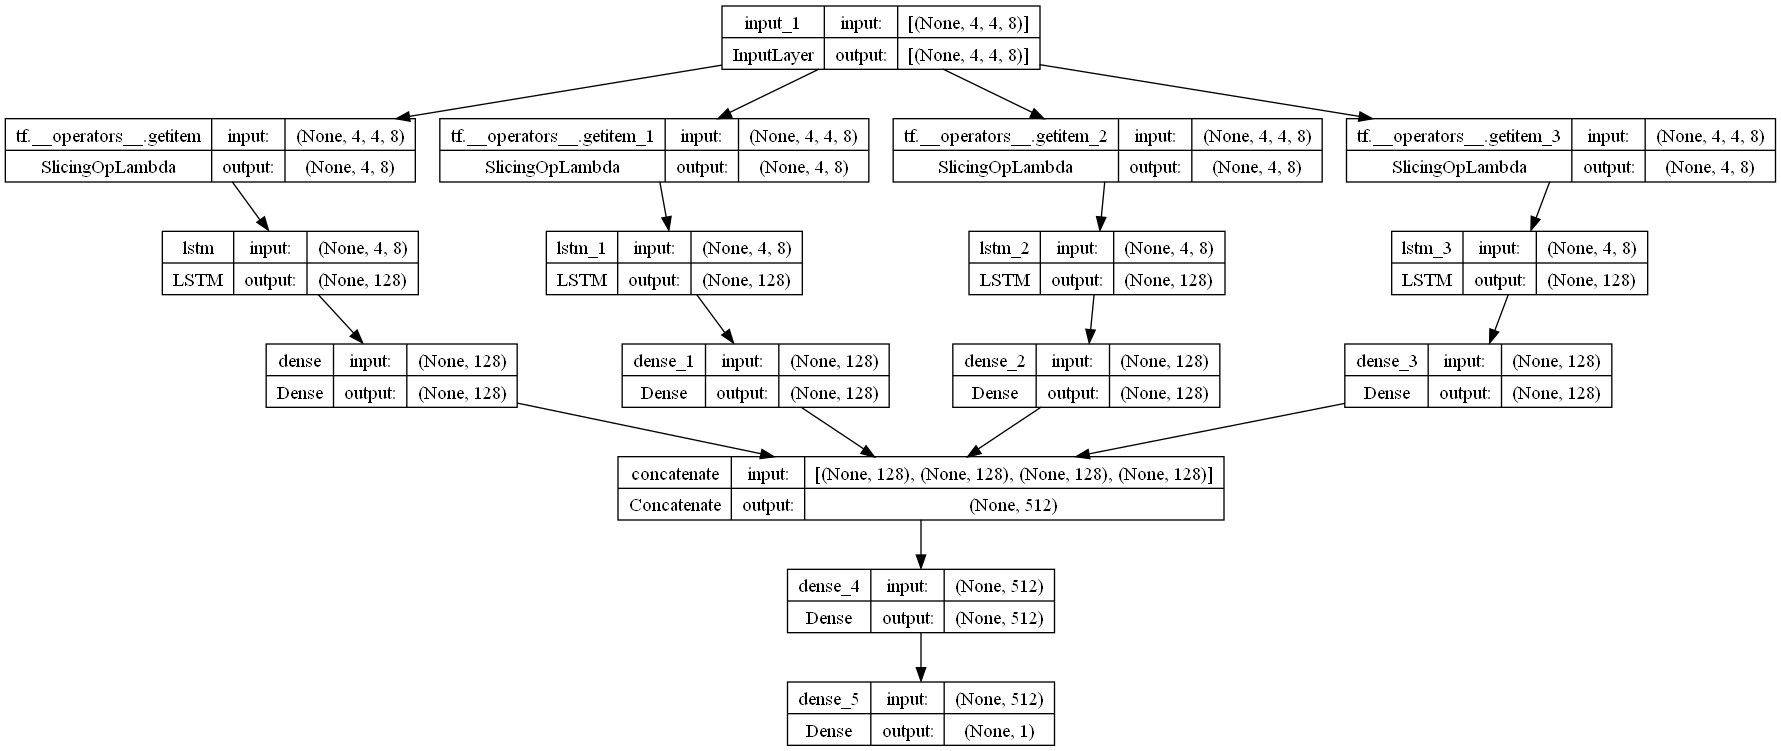 input_1 input: [(None, 4, 4, 8)]
InputLayer output: [(None, 4, 4, 8)]
tf.__operators__.getitem input: (None, 4, 4, 8)
SlicingOpLambda output: (None, 4, 8)
tf.__operators__.getitem_1 input: (None, 4, 4, 8)
SlicingOpLambda output: (None, 4, 8)
tf.__operators__.getitem_2 input: (None, 4, 4, 8)
SlicingOpLambda output: (None, 4, 8)
tf.__operators__.getitem_3 input: (None, 4, 4, 8)
SlicingOpLambda output: (None, 4, 8)
lstm input: (None, 4, 8)
LSTM output: (None, 128)
lstm_1 input: (None, 4, 8)
LSTM output: (None, 128)
lstm_2 input: (None, 4, 8)
LSTM output: (None, 128)
lstm_3 input: (None, 4, 8)
LSTM output: (None, 128)
dense input: (None, 128)
Dense output: (None, 128)
dense_1 input: (None, 128)
Dense output: (None, 128)
dense_2 input: (None, 128)
Dense output: (None, 128)
dense_3 input: (None, 128)
Dense output: (None, 128)
concatenate input: [(None, 128), (None, 128), (None, 128), (None, 128)]
Concatenate output: (None, 512)
dense_4 input: (None, 512)
Dense output: (None, 512)
dense_5 input: (None, 512)
Dense output: (None, 1)